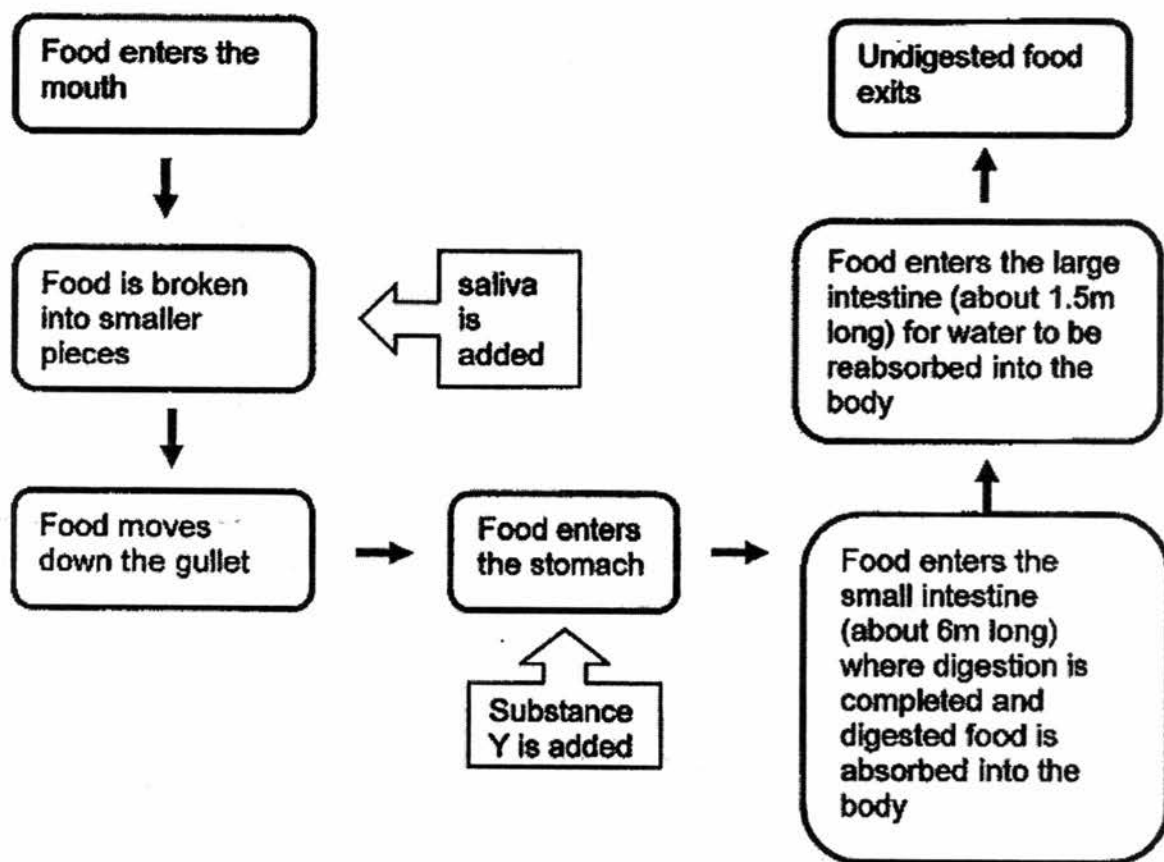 Food enters the
mouth
Food is broken
into smaller
pieces
saliva
is
added
Food moves
down the gullet
Food enters
the stomach
Substance
Y is added
Food enters the
small intestine
(about 6m long)
where digestion is
completed and
digested food is
absorbed into the
body
Food enters the large
intestine (about 1.5m
long) for water to be
reabsorbed into the
body
Undigested food
exits